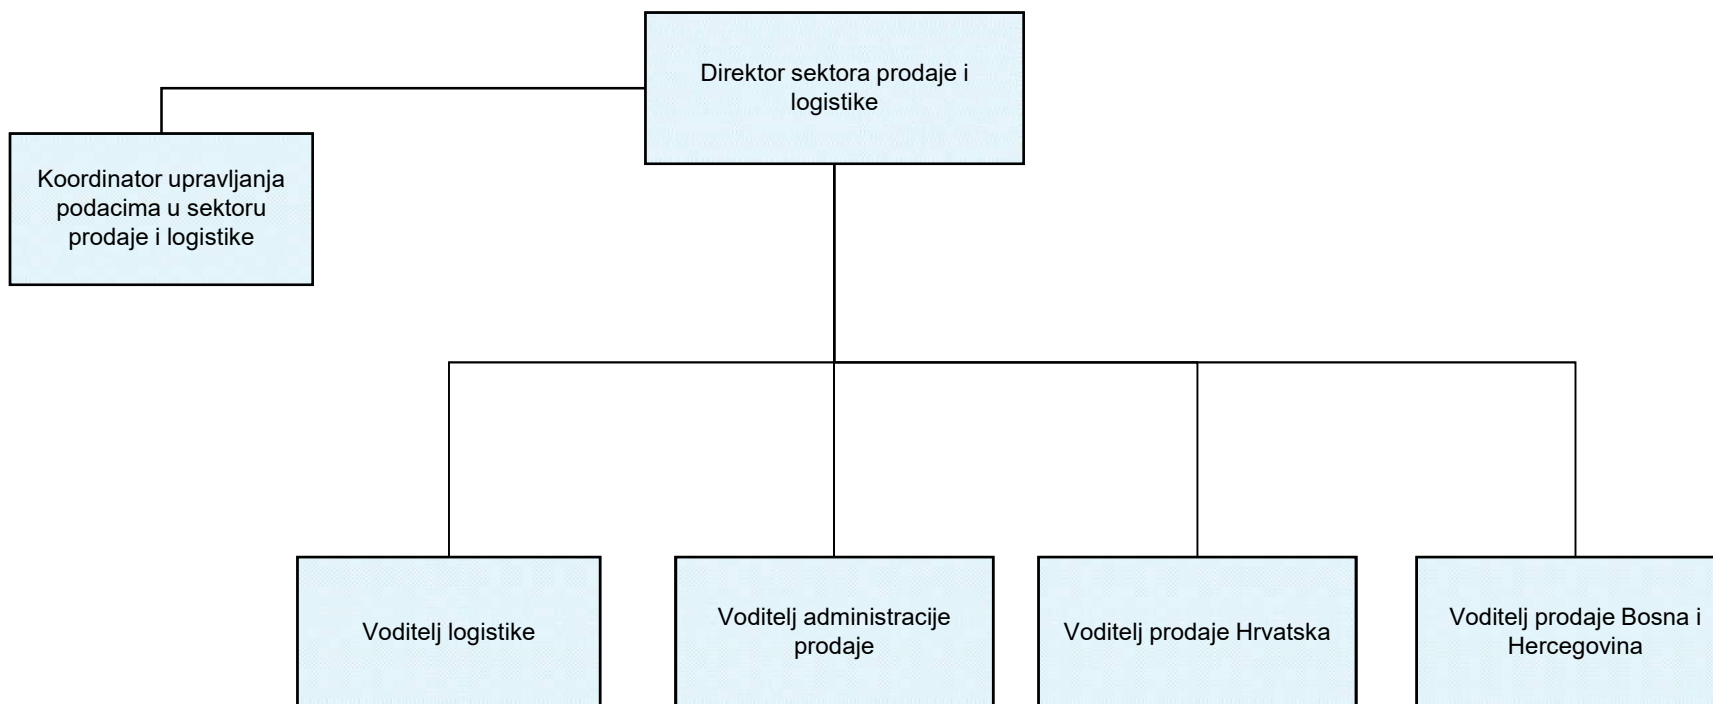 Direktor sektora prodaje i
logistike
Koordinator upravljanja
podacima u sektoru
prodaje i logistike
Voditelj logistike
Voditelj administracije
prodaje
Voditelj prodaje Hrvatska
Voditelj prodaje Bosna i
Hercegovina